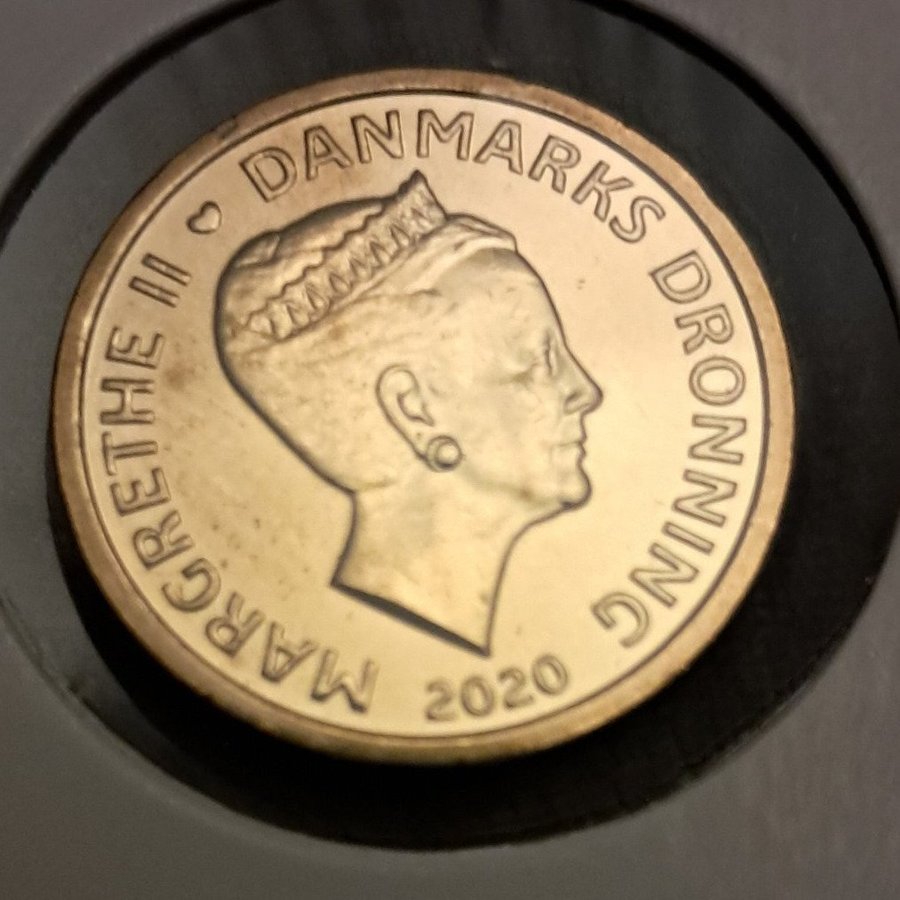 MARGRETHE II ♥ DANMARKS DRONNING
2020